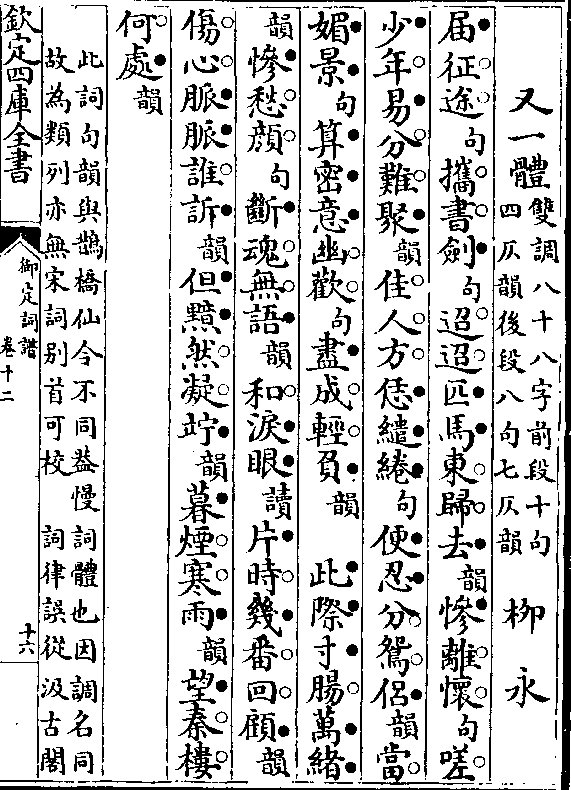 又一體
雙調八十八字前段十句
四仄韻後段八句七仄韻
柳永
届征途句攜書劍句迢迢匹馬東歸去韻慘離懷句嗟
少年易分難聚韻佳人方恁繾綣句便忍分鴛侣韻當
媚景句算密意幽歡句盡成輕負韻　此際寸腸萬緒
韻慘愁顔句斷魂無語韻和淚眼讀片時幾番回顧韻
傷心脈脈誰訴韻但黯然凝竚韻暮煙寒雨韻望秦樓
何處韻
此詞句韻與鵲橋仙令不同葢慢詞體也因調名同
故為類列亦無宋詞别首可校　詞律誤從汲古閣
欽定四庫全書
御定詞譜
卷十二
十六